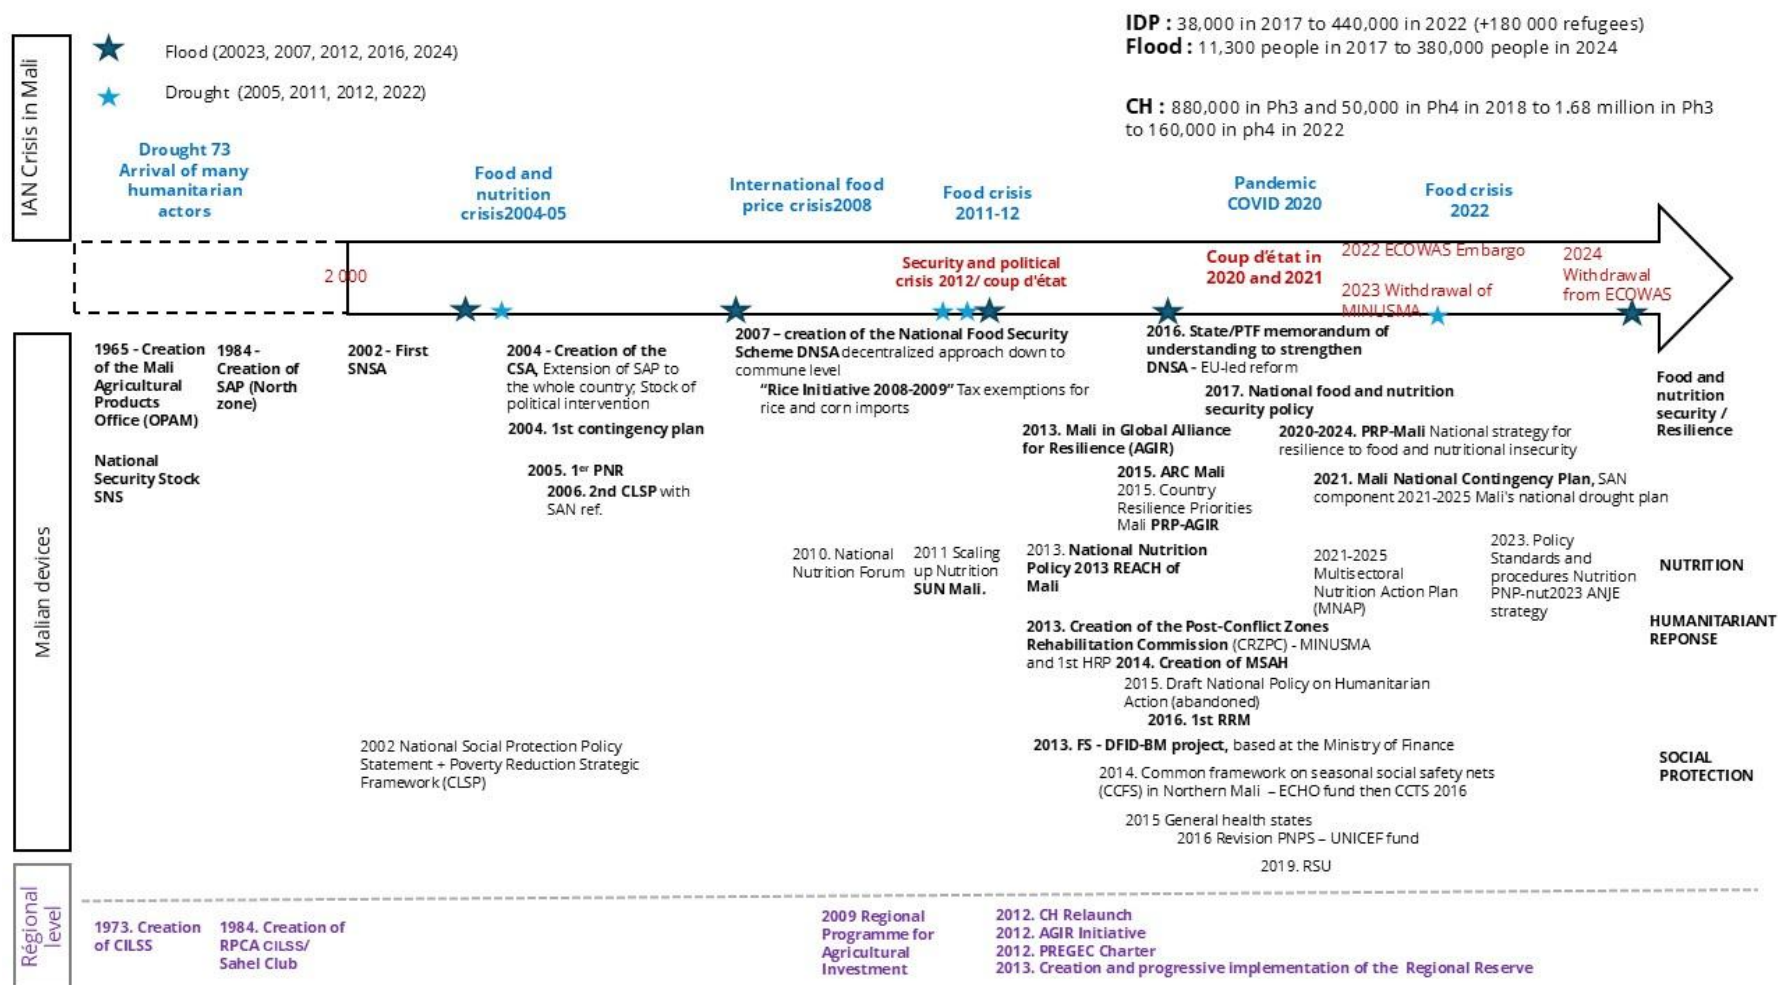 IDP : 38,000 in 2017 to 440,000 in 2022 (+180 000 refugees)
Flood : 11,300 people in 2017 to 380,000 people in 2024
CH : 880,000 in Ph3 and 50,000 in Ph4 in 2018 to 1.68 million in Ph3
to 160,000 in ph4 in 2022
IAN Crisis in Mali
Flood (20023, 2007, 2012, 2016, 2024)
Drought (2005, 2011, 2012, 2022)
Drought 73
Arrival of many
humanitarian
actors
Food and
nutrition
crisis2004-05
International food
price crisis2008
Food crisis
2011-12
Pandemic
COVID 2020
Food crisis
2022
2 000
Security and political
crisis 2012/ coup d'état
Coup d'état in
2020 and 2021
2022 ECOWAS Embargo
2023 Withdrawal of
MINUSMA
2024
Withdrawal
from ECOWAS
Malian devices
1965 - Creation
of the Mali
Agricultural
Products
Office (OPAM)
National
Security Stock
SNS
1984 -
Creation of
SAP (North
zone)
2002 - First
SNSA
2004 - Creation of the
CSA, Extension of SAP to
the whole country; Stock of
political intervention
2004. 1st contingency plan
2005. 1er PNR
2006. 2nd CLSP with
SAN ref.
2007 – creation of the National Food Security
Scheme DNSA decentralized approach down to
commune level
“Rice Initiative 2008-2009” Tax exemptions for
rice and corn imports
2013. Mali in Global Alliance
for Resilience (AGIR)
2015. ARC Mali
2015. Country
Resilience Priorities
Mali PRP-AGIR
2016. State/PTF memorandum of
understanding to strengthen
DNSA - EU-led reform
2017. National food and nutrition
security policy
2020-2024. PRP-Mali National strategy for
resilience to food and nutritional insecurity
2021. Mali National Contingency Plan, SAN
component 2021-2025 Mali's national drought plan
Food and
nutrition
security /
Resilience
2010. National
Nutrition Forum
2011 Scaling
up Nutrition
SUN Mali.
2013. National Nutrition
Policy 2013 REACH of
Mali
2021-2025
Multisectoral
Nutrition Action Plan
(MNAP)
2023. Policy
Standards and
procedures Nutrition
PNP-nut2023 ANJE
strategy
NUTRITION
2013. Creation of the Post-Conflict Zones
Rehabilitation Commission (CRZPC) - MINUSMA
and 1st HRP 2014. Creation of MSAH
2015. Draft National Policy on Humanitarian
Action (abandoned)
2016. 1st RRM
HUMANITARIANT
REPONSE
2002 National Social Protection Policy
Statement + Poverty Reduction Strategic
Framework (CLSP)
2013. FS - DFID-BM project, based at the Ministry of Finance
2014. Common framework on seasonal social safety nets
(CCFS) in Northern Mali – ECHO fund then CCTS 2016
2015 General health states
2016 Revision PNPS – UNICEF fund
2019. RSU
SOCIAL
PROTECTION
Régional
level
1973. Creation
of CILSS
1984. Creation of
RPCA CILSS/
Sahel Club
2009 Regional
Programme for
Agricultural
Investment
2012. CH Relaunch
2012. AGIR Initiative
2012. PREGEC Charter
2013. Creation and progressive implementation of the Regional Reserve